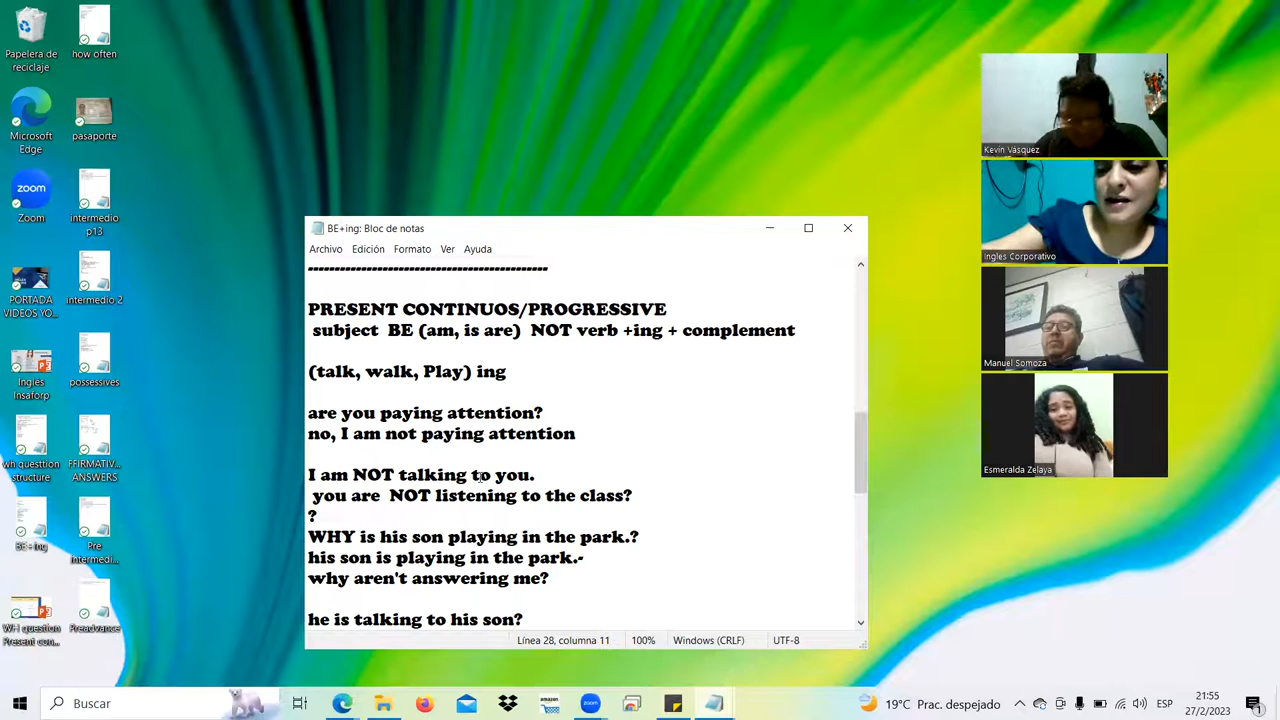 Papelera de
reciclaje
how often
Microsoft
Edge
pasaporte
zoom
Zoom
intermedio
p13
PORTADA
VIDEOS YO...
intermedio 2
Ingles
Insaforp
possessives
wh questtion
structure
FFIRMATIV...
ANSWERS
BE+ing
Pre
intermedi...
WH question
Present con...
Preadvance
BE+ing: Bloc de notas
Archivo Edición Formato Ver Ayuda
----------------------------------------------
PRESENT CONTINUOS/PROGRESSIVE
subject BE (am, is are) NOT verb +ing + complement
(talk, walk, Play) ing
are you paying attention?
no, I am not paying attention
I am NOT talking to you.
you are NOT listening to the class?
?
WHY is his son playing in the park.?
his son is playing in the park.-
why aren't answering me?
he is talking to his son?
Línea 28, columna 11 100% Windows (CRLF) UTF-8
Kevin Vásquez
Ingles Corporativo
Manuel Somoza
Esmeralda Zelaya
Buscar
amazon
zoom
19°C Prac. despejado
ESP
21:55
27/2/2023
1